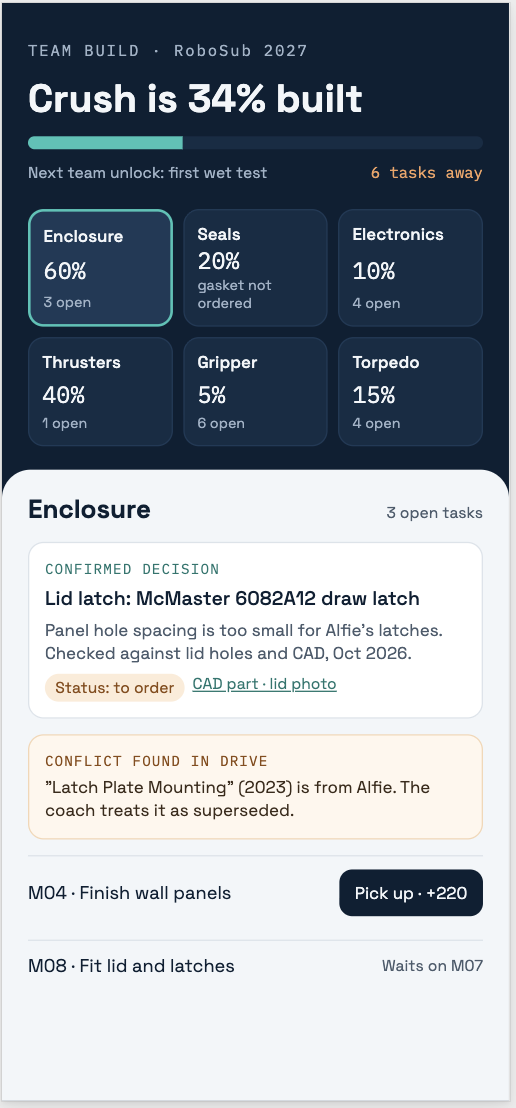 TEAM BUILD · RoboSub 2027
Crush is 34% built
Next team unlock: first wet test
6 tasks away
Enclosure
60%
3 open
Seals
20%
gasket not
ordered
Electronics
10%
4 open
Thrusters
40%
1 open
Gripper
5%
6 open
Torpedo
15%
4 open
Enclosure
3 open tasks
CONFIRMED DECISION
Lid latch: McMaster 6082A12 draw latch
Panel hole spacing is too small for Alfie's latches.
Checked against lid holes and CAD, Oct 2026.
Status: to order
CAD part · lid photo
CONFLICT FOUND IN DRIVE
"Latch Plate Mounting" (2023) is from Alfie. The
coach treats it as superseded.
M04 · Finish wall panels
Pick up · +220
M08 · Fit lid and latches
Waits on M07